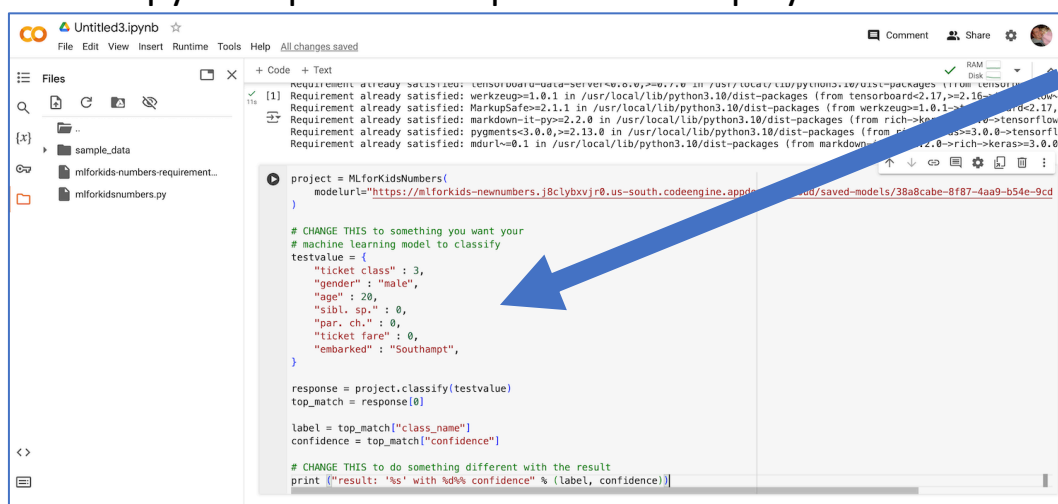 Untitled3.ipynb
Comment Share
File Edit View Insert Runtime Tools Help All changes saved
Files
+ Code + Text
RAM
Disk
11s
[1]
Requirement already satisfied: werkzeug>=1.0.1 in /usr/local/lib/python3.10/dist-packages (from tensorboard<2.17,>=2.16->
Requirement already satisfied: MarkupSafe>=2.1.1 in /usr/local/lib/python3.10/dist-packages (from werkzeug>=1.0.1->
Requirement already satisfied: markdown-it-py>=2.2.0 in /usr/local/lib/python3.10/dist-packages (from rich->
Requirement already satisfied: pygments<3.0.0,>=2.13.0 in /usr/local/lib/python3.10/dist-packages (from
Requirement already satisfied: mdurl~=0.1 in /usr/local/lib/python3.10/dist-packages (from
..
sample_data
mlforkids-numbers-requirement...
mlforkidsnumbers.py
{x}
project = MLforKidsNumbers(
modelurl="https://mlforkids-newnumbers.j8clybxvjr0.us-south.codeengine.appd
/saved-models/38a8cabe-8f87-4aa9-b54e-9cd
)
# CHANGE THIS to something you want your
# machine learning model to classify
testvalue = {
"ticket class" : 3,
"gender" : "male",
"age" : 20,
"sibl. sp." : 0,
"par. ch." : 0,
"ticket fare" : 0,
"embarked" : "Southampt",
}
response = project.classify(testvalue)
top_match = response[0]
label = top_match["class_name"]
confidence = top_match["confidence"]
# CHANGE THIS to do something different with the result
print ("result: '%s' with %d%% confidence" % (label, confidence))